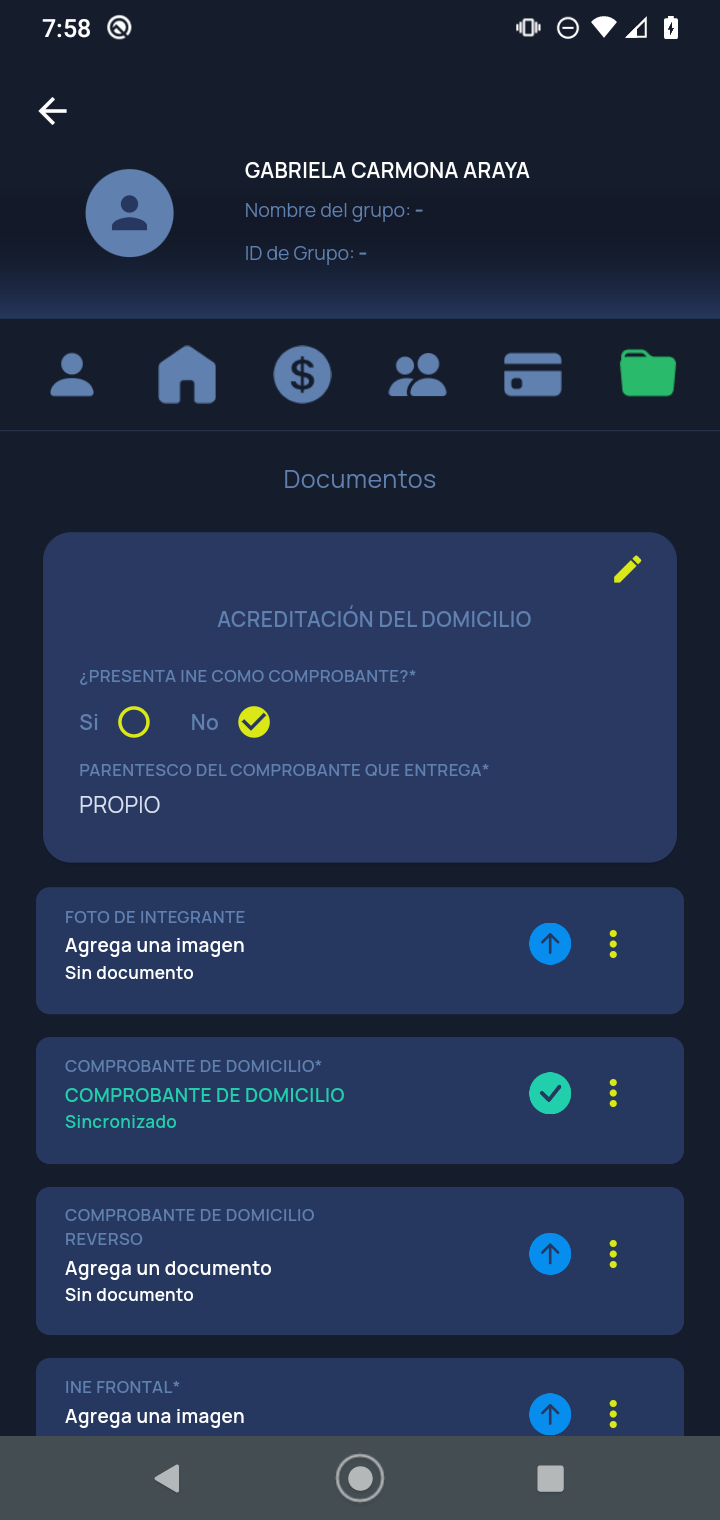 7:58
GABRIELA CARMONA ARAYA
Nombre del grupo: -
ID de Grupo: -
Documentos
ACREDITACIÓN DEL DOMICILIO
¿PRESENTA INE COMO COMPROBANTE?*
Si No
PARENTESCO DEL COMPROBANTE QUE ENTREGA*
PROPIO
FOTO DE INTEGRANTE
Agrega una imagen
Sin documento
COMPROBANTE DE DOMICILIO*
COMPROBANTE DE DOMICILIO
Sincronizado
COMPROBANTE DE DOMICILIO
REVERSO
Agrega un documento
Sin documento
INE FRONTAL*
Agrega una imagen